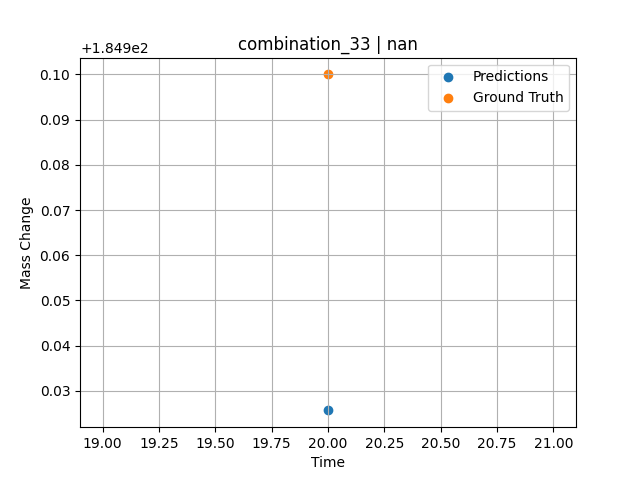 combination_33 | nan
+1.849e2
Predictions
Ground Truth
0.10
0.09
0.08
0.07
0.06
0.05
0.04
0.03
Mass Change
19.00 19.25 19.50 19.75 20.00 20.25 20.50 20.75 21.00
Time